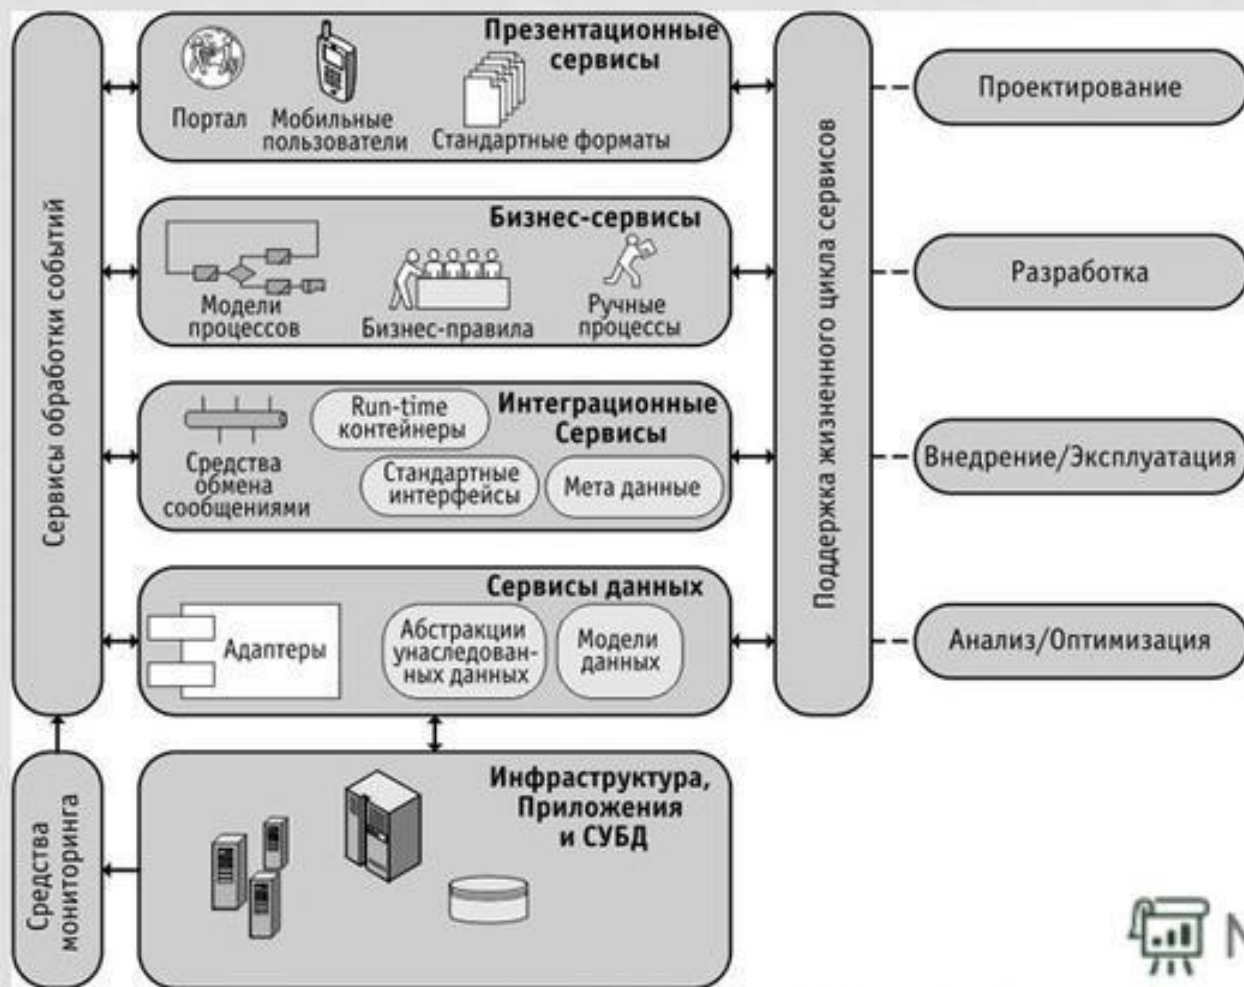 Презентационные
сервисы
Портал
Мобильные
пользователи
Стандартные форматы
Бизнес-сервисы
Модели
процессов
Бизнес-правила
Ручные
процессы
Интеграционные
Сервисы
Run-time
контейнеры
Средства
обмена
сообщениями
Стандартные
интерфейсы
Мета данные
Сервисы данных
Адаптеры
Абстракции
унаследован-
ных данных
Модели
данных
Инфраструктура,
Приложения
и СУБД
Сервисы обработки событий
Средства
мониторинга
Поддержка жизненного цикла сервисов
Проектирование
Разработка
Внедрение/Эксплуатация
Анализ/Оптимизация